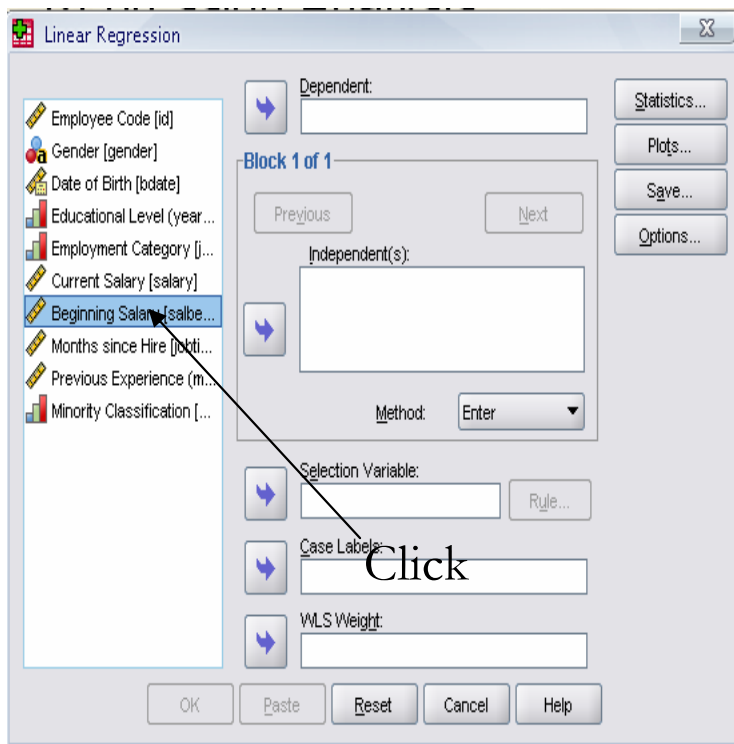 Linear Regression
Employee Code [id]
Gender [gender]
Date of Birth [bdate]
Educational Level (year...
Employment Category [j...
Current Salary [salary]
Beginning Salary [salbe...
Months since Hire [jobti...
Previous Experience (m...
Minority Classification [...
Dependent:
Block 1 of 1
Previous
Next
Independent(s):
Method:
Enter
Selection Variable:
Rule...
Case Labels:
Click
WLS Weight:
Statistics...
Plots...
Save...
Options...
OK
Paste
Reset
Cancel
Help